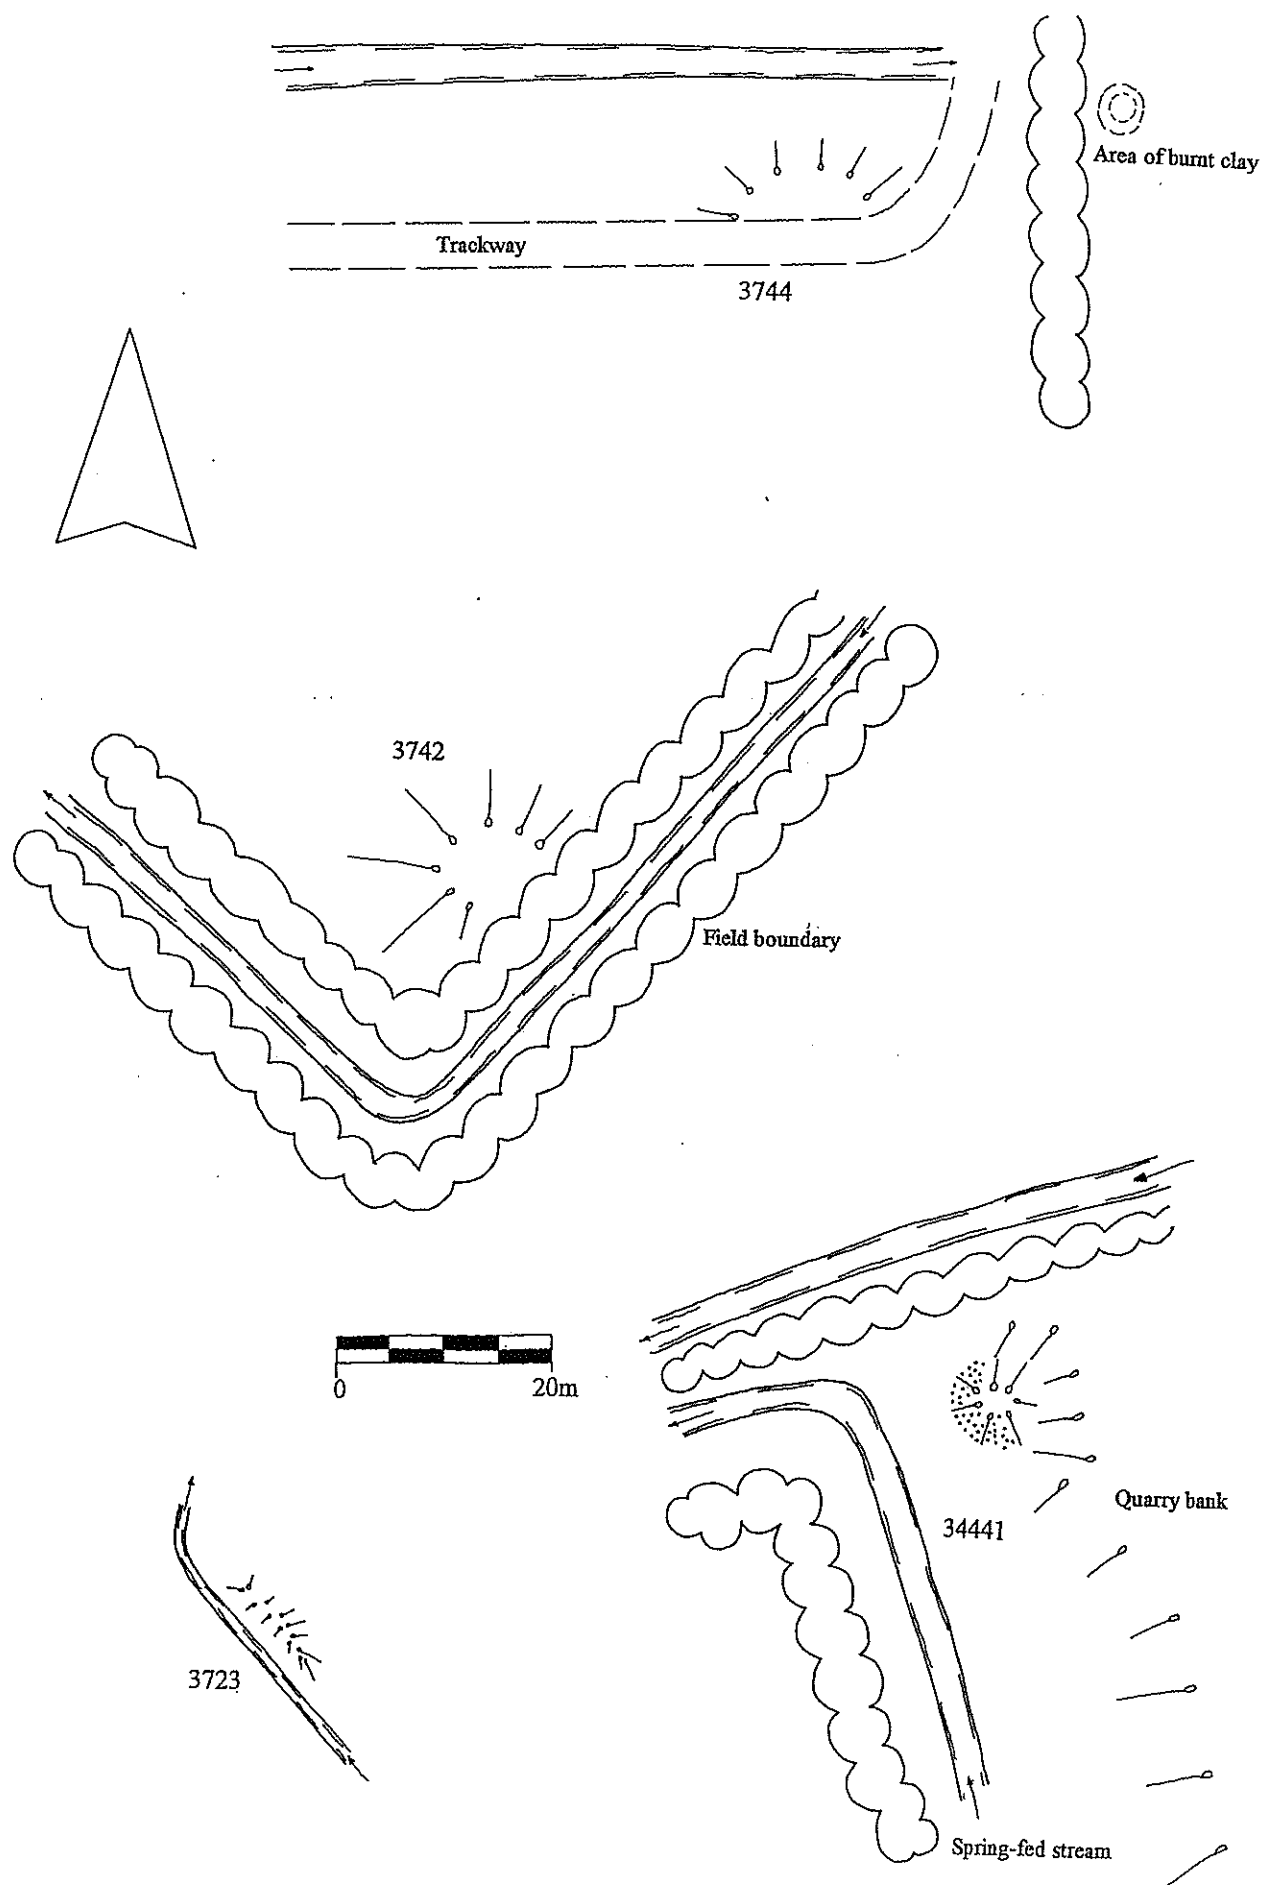 Area of burnt clay
Trackway
3744
3742
Field boundary
0 20m
Quarry bank
34441
3723
Spring-fed stream